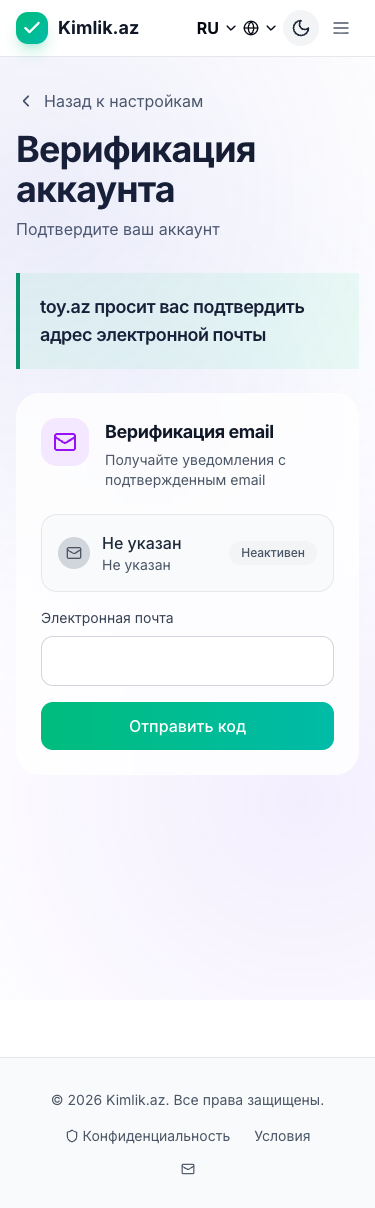 Kimlik.az
RU
Назад к настройкам
Верификация
аккаунта
Подтвердите ваш аккаунт
toy.az просит вас подтвердить
адрес электронной почты
Верификация email
Получайте уведомления с
подтвержденным email
Не указан
Не указан
Неактивен
Электронная почта
Отправить код
© 2026 Kimlik.az. Все права защищены.
Конфиденциальность
Условия